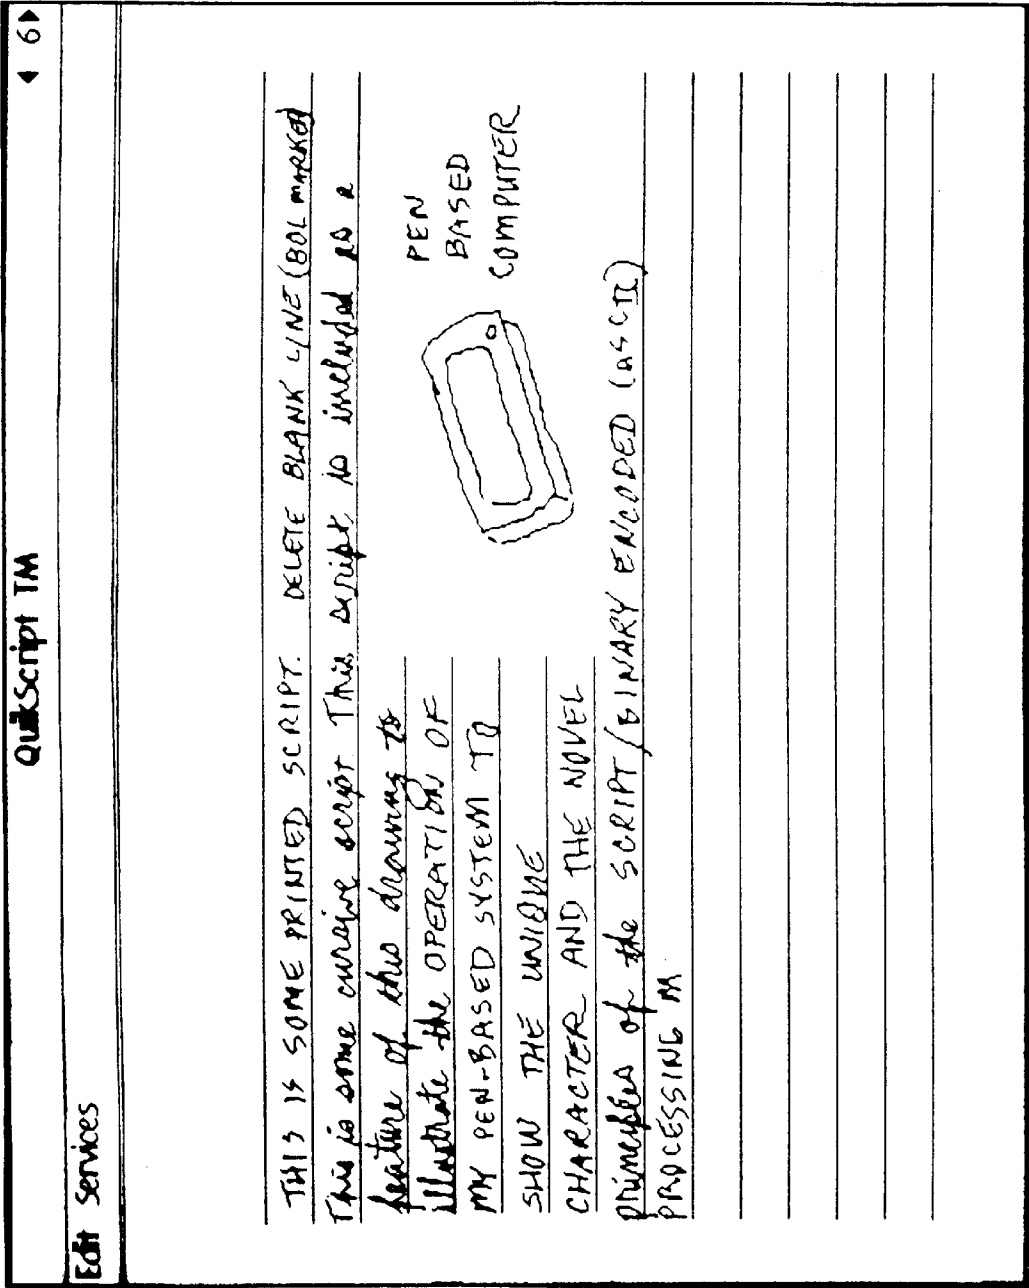 QuikScript TM
◄ 6 ►
Edit Services
THIS IS SOME PRINTED SCRIPT. DELETE BLANK LINE (BOL MARKED
This is some cursive script This script is included as a
feature of this drawing to
illustrate the OPERATION OF
MY PEN-BASED SYSTEM TO
SHOW THE UNIQUE
CHARACTER AND THE NOVEL
principles of the SCRIPT/BINARY ENCODED (ASCII)
PROCESSING M
PEN
BASED
COMPUTER